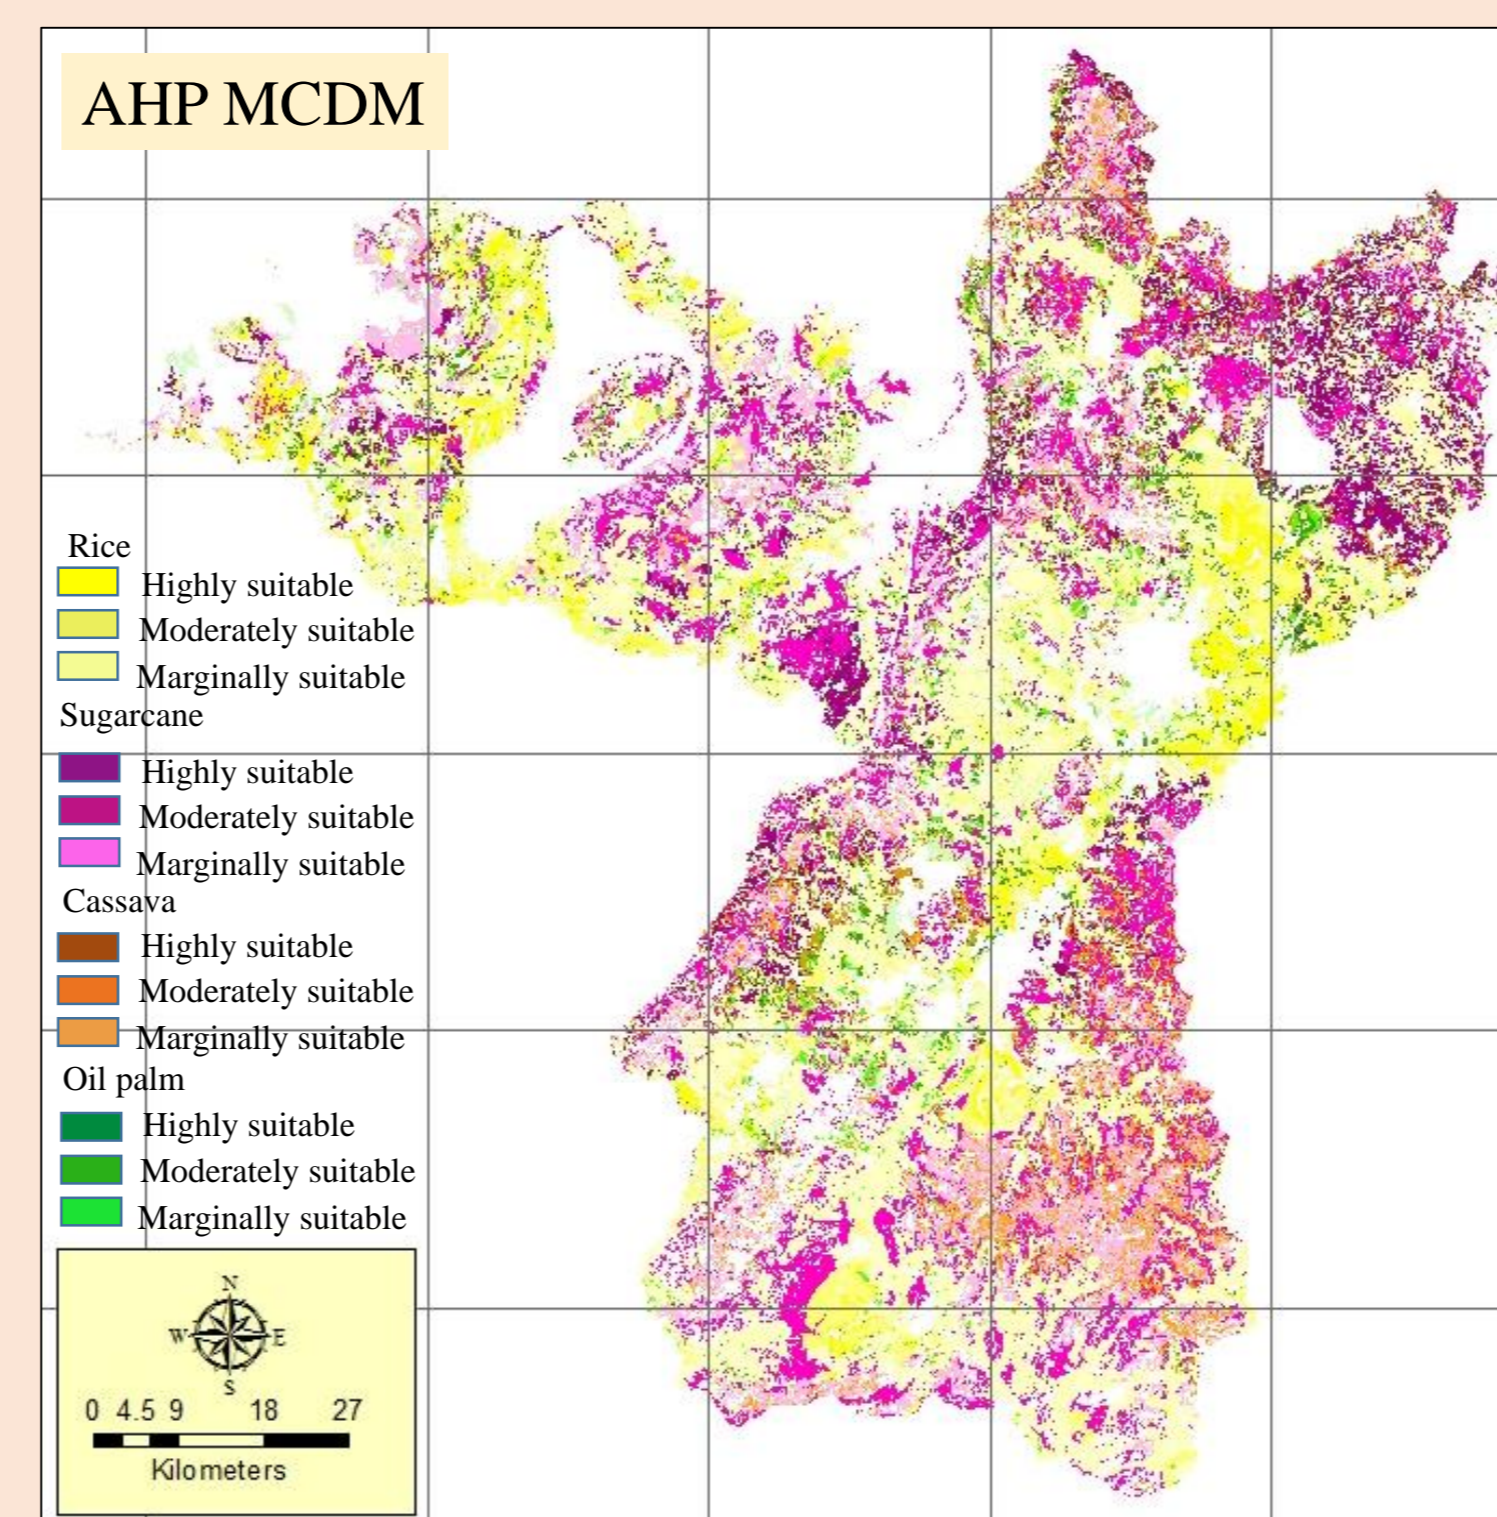 AHP MCDM
Rice
Highly suitable
Moderately suitable
Marginally suitable
Sugarcane
Highly suitable
Moderately suitable
Marginally suitable
Cassava
Highly suitable
Moderately suitable
Marginally suitable
Oil palm
Highly suitable
Moderately suitable
Marginally suitable
N
W E
S
0 4.5 9 18 27
Kilometers